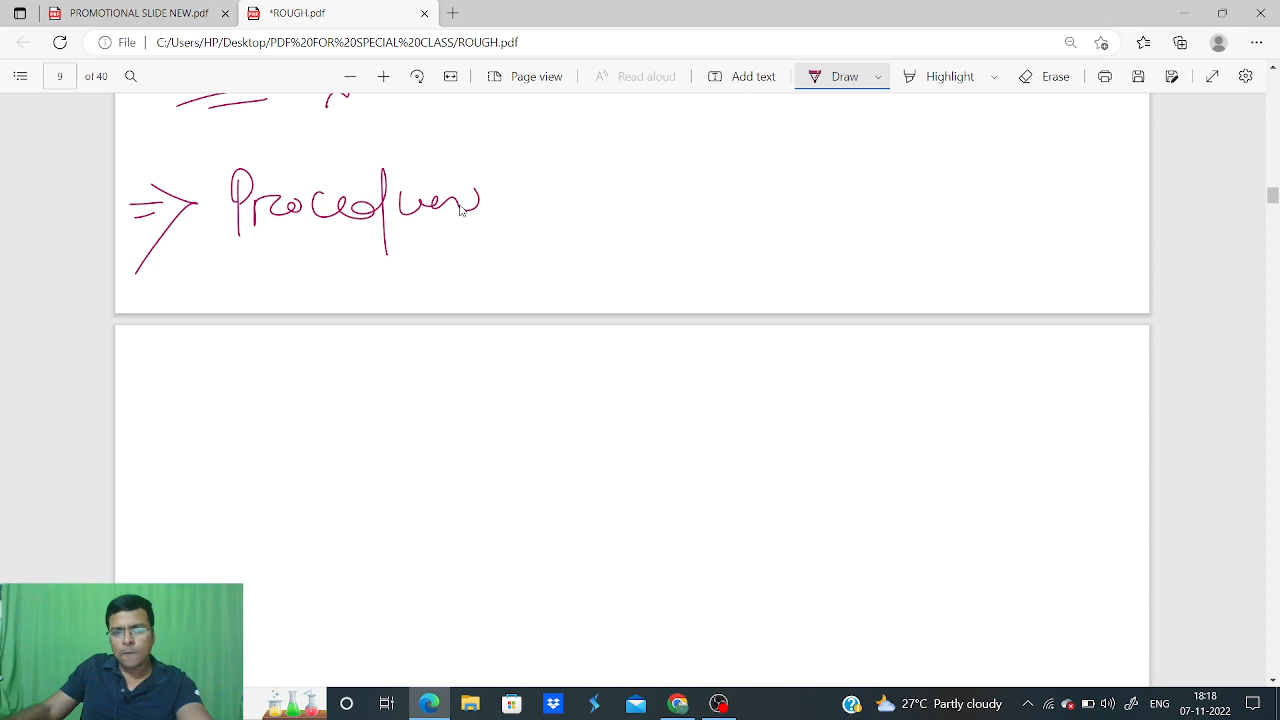 PROMOTIONAL SLIDE NEW.pdf
*ROUGH.pdf
File C:/Users/HP/Desktop/PDF%20FOR%20SPECIAL%20CLASS/ROUGH.pdf
9 of 40 Page view Read aloud Add text Draw Highlight Erase
⇒
27°C Partly cloudy ENG 18:18
07-11-2022